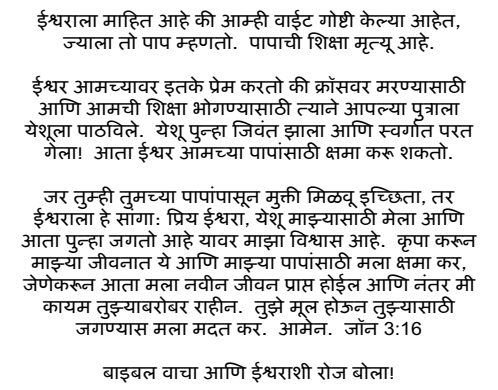 ईश्वराला माहित आहे की आम्ही वाईट गोष्टी केल्या आहेत,
ज्याला तो पाप म्हणतो. पापाची शिक्षा मृत्यू आहे.
ईश्वर आमच्यावर इतके प्रेम करतो की क्रॉसवर मरण्यासाठी
आणि आमची शिक्षा भोगण्यासाठी त्याने आपल्या पुत्राला
येशूला पाठविले. येशू पुन्हा जिवंत झाला आणि स्वर्गात परत
गेला! आता ईश्वर आमच्या पापांसाठी क्षमा करू शकतो.
जर तुम्ही तुमच्या पापांपासून मुक्ती मिळवू इच्छिता, तर
ईश्वराला हे सांगा: प्रिय ईश्वरा, येशू माझ्यासाठी मेला आणि
आता पुन्हा जगतो आहे यावर माझा विश्वास आहे. कृपा करून
माझ्या जीवनात ये आणि माझ्या पापांसाठी मला क्षमा कर,
जेणेकरून आता मला नवीन जीवन प्राप्त होईल आणि नंतर मी
कायम तुझ्याबरोबर राहीन. तुझे मूल होऊन तुझ्यासाठी
जगण्यास मला मदत कर. आमेन. जॉन 3:16
बाइबल वाचा आणि ईश्वराशी रोज बोला!